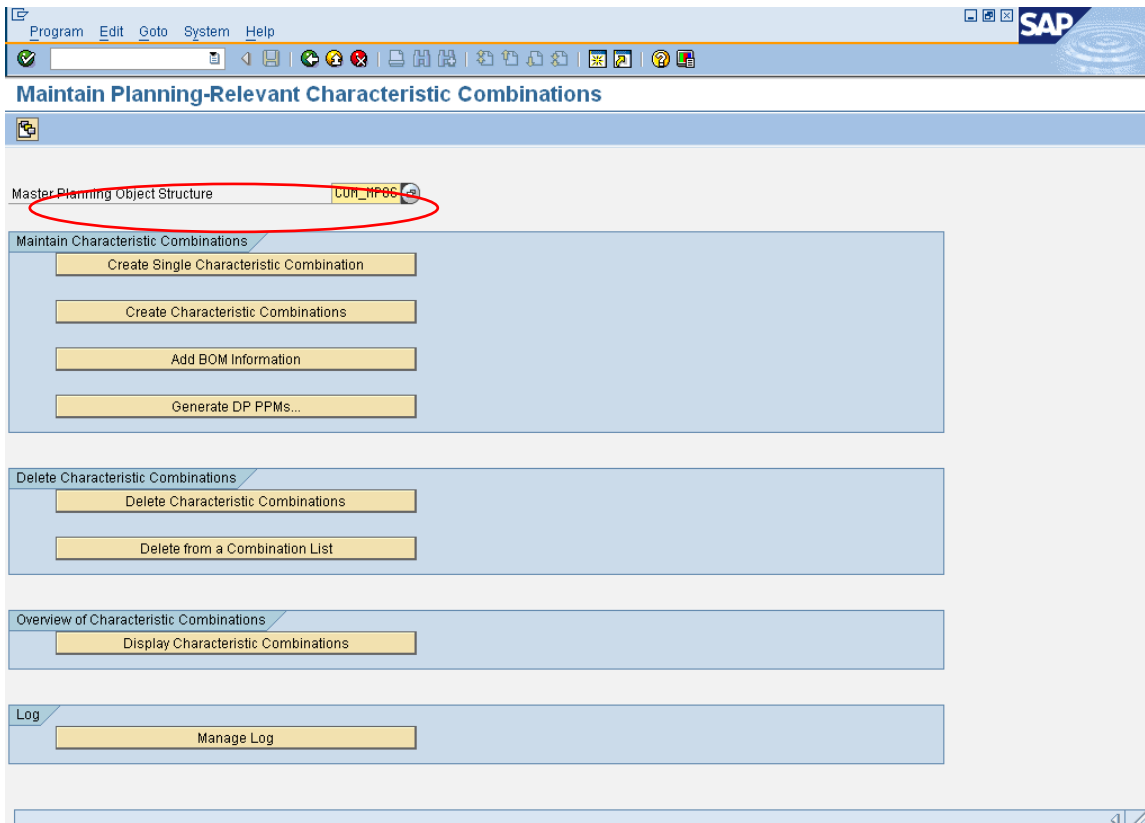 Program Edit Goto System Help
SAP
Maintain Planning-Relevant Characteristic Combinations
Master Planning Object Structure COM_MPOS
Maintain Characteristic Combinations
Create Single Characteristic Combination
Create Characteristic Combinations
Add BOM Information
Generate DP PPMs...
Delete Characteristic Combinations
Delete Characteristic Combinations
Delete from a Combination List
Overview of Characteristic Combinations
Display Characteristic Combinations
Log
Manage Log